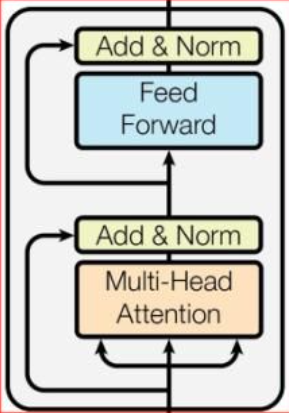 Add & Norm
Feed
Forward
Add & Norm
Multi-Head
Attention